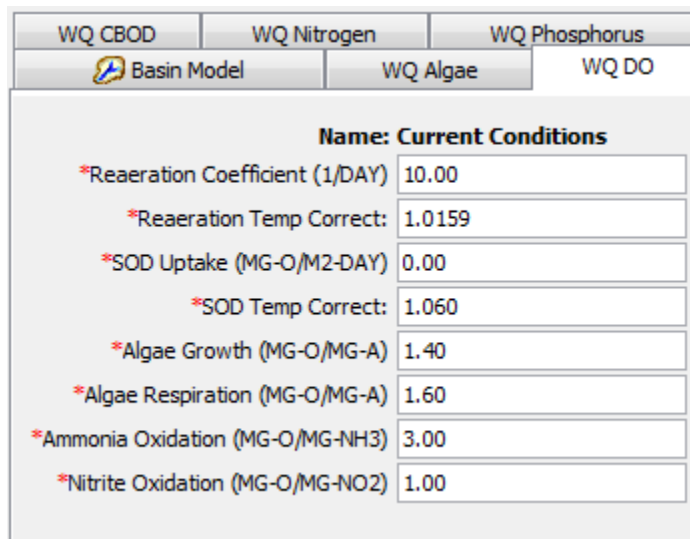 WQ CBOD WQ Nitrogen WQ Phosphorus
Basin Model WQ Algae WQ DO
Name: Current Conditions
*Reaeration Coefficient (1/DAY) 10.00
*Reaeration Temp Correct: 1.0159
*SOD Uptake (MG-O/M2-DAY) 0.00
*SOD Temp Correct: 1.060
*Algae Growth (MG-O/MG-A) 1.40
*Algae Respiration (MG-O/MG-A) 1.60
*Ammonia Oxidation (MG-O/MG-NH3) 3.00
*Nitrite Oxidation (MG-O/MG-NO2) 1.00